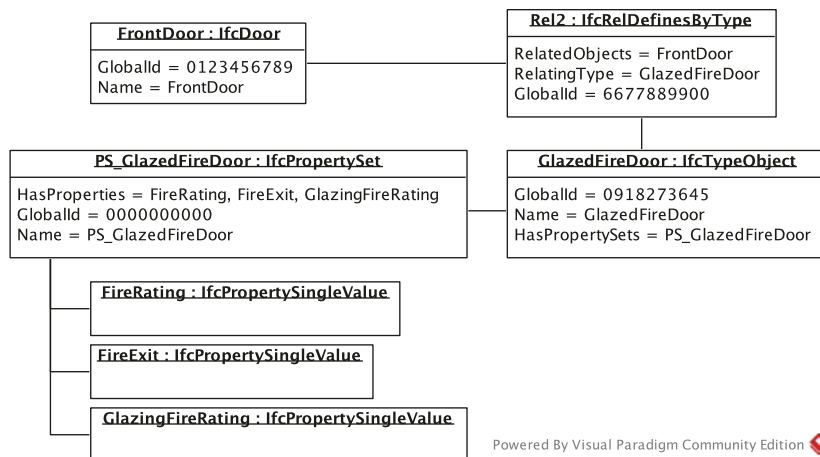 FrontDoor : IfcDoor
GlobalId = 0123456789
Name = FrontDoor
Rel2 : IfcRelDefinesByType
RelatedObjects = FrontDoor
RelatingType = GlazedFireDoor
GlobalId = 6677889900
PS_GlazedFireDoor : IfcPropertySet
HasProperties = FireRating, FireExit, GlazingFireRating
GlobalId = 0000000000
Name = PS_GlazedFireDoor
GlazedFireDoor : IfcTypeObject
GlobalId = 0918273645
Name = GlazedFireDoor
HasPropertySets = PS_GlazedFireDoor
FireRating : IfcPropertySingleValue
FireExit : IfcPropertySingleValue
GlazingFireRating : IfcPropertySingleValue
Powered By Visual Paradigm Community Edition